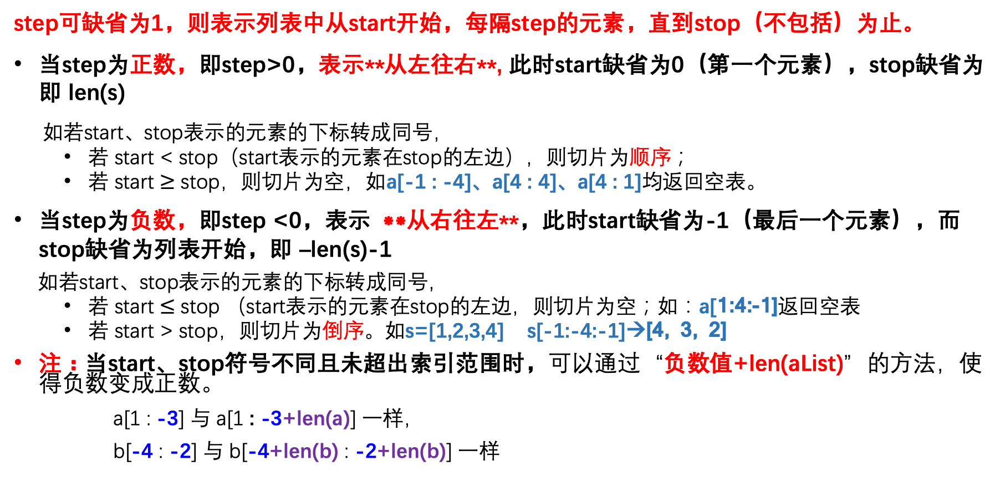 step可缺省为1，则表示列表中从start开始，每隔step的元素，直到stop（不包括）为止。
• 当step为正数，即step>0，表示**从左往右**, 此时start缺省为0（第一个元素），stop缺省为
即 len(s)
如若start、stop表示的元素的下标转成同号，
• 若 start < stop（start表示的元素在stop的左边），则切片为顺序；
• 若 start ≥ stop，则切片为空，如a[-1 : -4]、a[4 : 4]、a[4 : 1]均返回空表。
• 当step为负数，即step <0，表示 **从右往左**，此时start缺省为-1（最后一个元素），而
stop缺省为列表开始，即 –len(s)-1
如若start、stop表示的元素的下标转成同号，
• 若 start ≤ stop （start表示的元素在stop的左边，则切片为空；如：a[1:4:-1]返回空表
• 若 start > stop，则切片为倒序。如s=[1,2,3,4] s[-1:-4:-1]→[4, 3, 2]
• 注：当start、stop符号不同且未超出索引范围时，可以通过“负数值+len(aList)”的方法，使
得负数变成正数。
a[1 : -3] 与 a[1 : -3+len(a)] 一样，
b[-4 : -2] 与 b[-4+len(b) : -2+len(b)] 一样